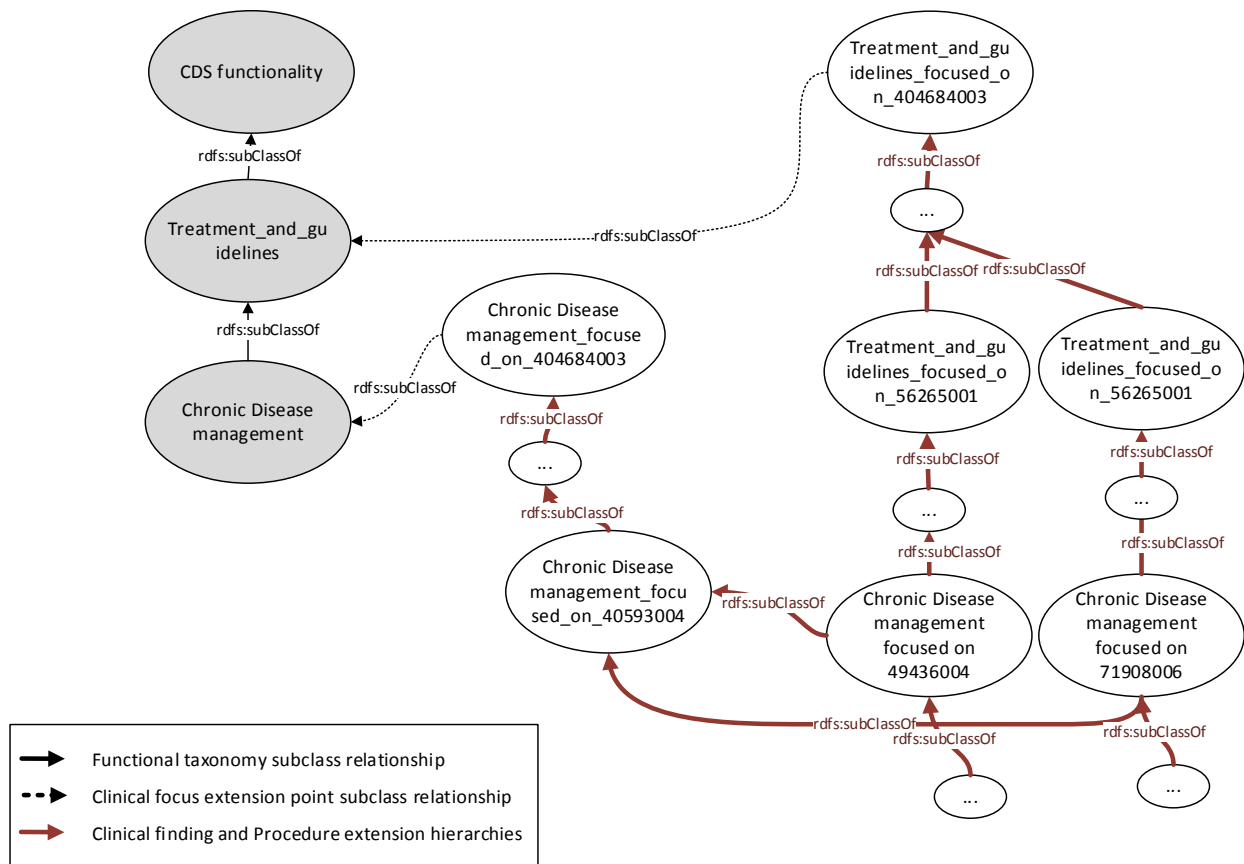 CDS functionality
Treatment_and_gu
idelines_focused_o
n_404684003
rdfs:subClassOf
rdfs:subClassOf
...
Treatment_and_gu
idelines
rdfs:subClassOf
rdfs:subClassOf
rdfs:subClassOf
rdfs:subClassOf
Chronic Disease
management_focuse
d_on_404684003
Treatment_and_gu
idelines_focused_o
n_56265001
Treatment_and_gu
idelines_focused_o
n_56265001
rdfs:subClassOf
Chronic Disease
management
rdfs:subClassOf
...
rdfs:subClassOf
rdfs:subClassOf
...
...
rdfs:subClassOf
rdfs:subClassOf
rdfs:subClassOf
Chronic Disease
management_focu
sed_on_40593004
rdfs:subClassOf
Chronic Disease
management
focused on
49436004
Chronic Disease
management
focused on
71908006
rdfs:subClassOf
rdfs:subClassOf
rdfs:subClassOf
...
...
Functional taxonomy subclass relationship
Clinical focus extension point subclass relationship
Clinical finding and Procedure extension hierarchies